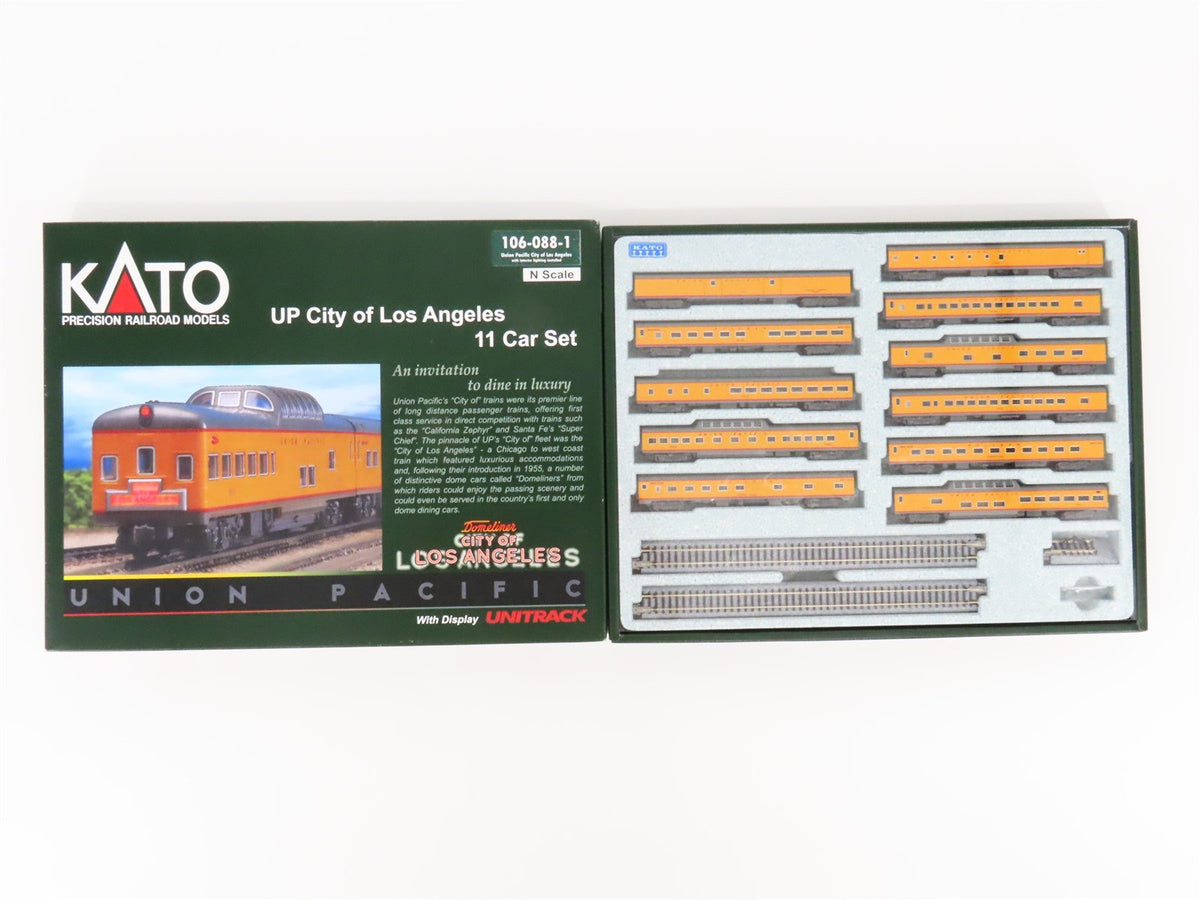 KATO
PRECISION RAILROAD MODELS
106-088-1
Union Pacific City of Los Angeles
with interior lighting installed
N Scale
UP City of Los Angeles
11 Car Set
An invitation
to dine in luxury
Union Pacific's "City of" trains were its premier line
of long distance passenger trains, offering first
class service in direct competition with trains such
as the "California Zephyr" and Santa Fe's "Super
Chief". The pinnacle of UP's "City of" fleet was the
"City of Los Angeles" - a Chicago to west coast
train which featured luxurious accommodations
and, following their introduction in 1955, a number
of distinctive dome cars called "Domeliners" from
which riders could enjoy the passing scenery and
could even be served in the country's first and only
dome dining cars.
Domeliner
CITY OF
LOS ANGELES
UNION PACIFIC
With Display UNITRACK
UNION PACIFIC
KATO